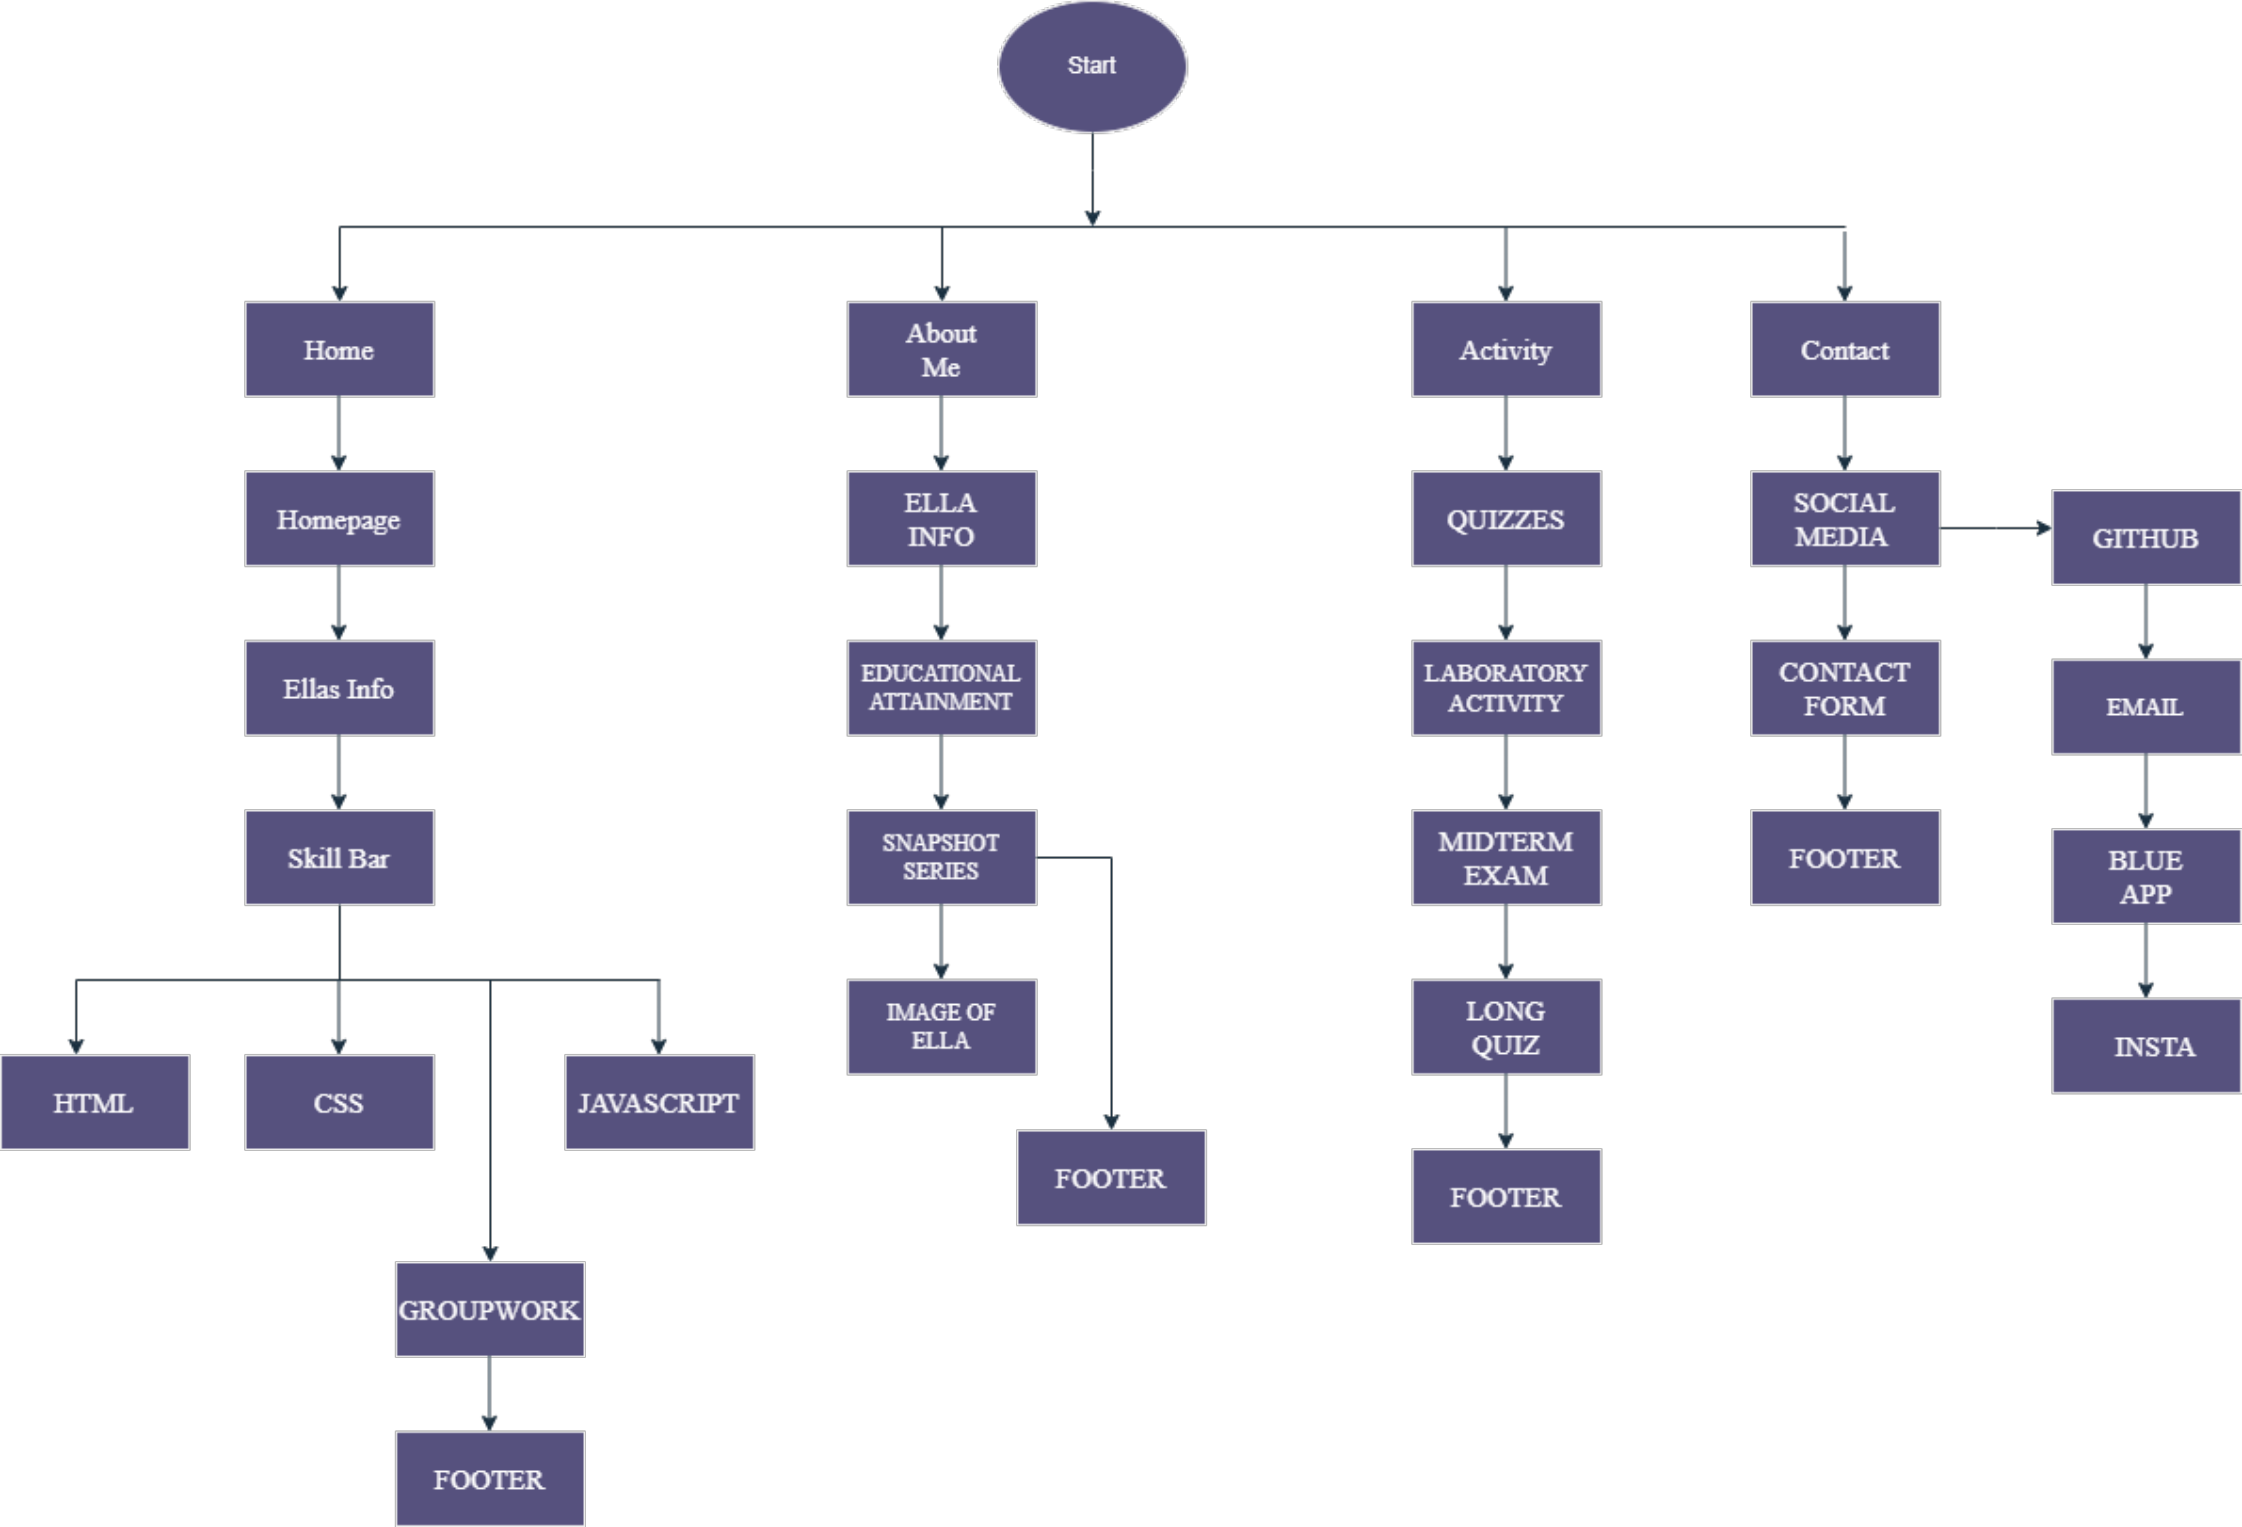 Start
Home
About
Me
Activity
Contact
Homepage
ELLA
INFO
QUIZZES
SOCIAL
MEDIA
GITHUB
Ellas Info
EDUCATIONAL
ATTAINMENT
LABORATORY
ACTIVITY
CONTACT
FORM
EMAIL
Skill Bar
SNAPSHOT
SERIES
MIDTERM
EXAM
FOOTER
BLUE
APP
HTML
CSS
JAVASCRIPT
IMAGE OF
ELLA
LONG
QUIZ
INSTA
FOOTER
FOOTER
GROUPWORK
FOOTER